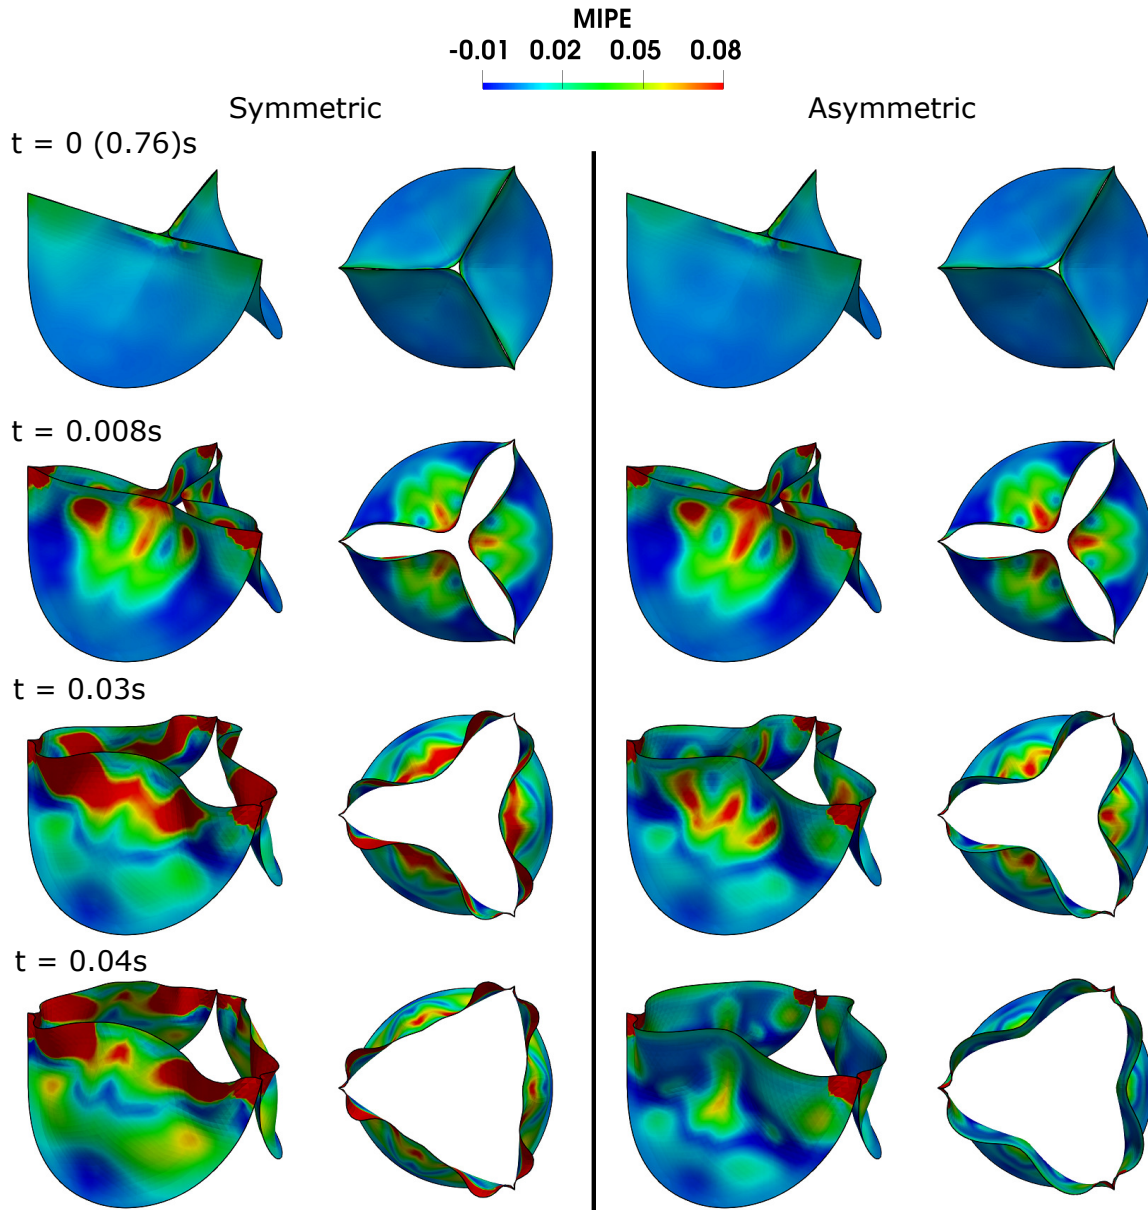 MIPE
-0.01 0.02 0.05 0.08
Symmetric Asymmetric
t = 0 (0.76)s
t = 0.008s
t = 0.03s
t = 0.04s